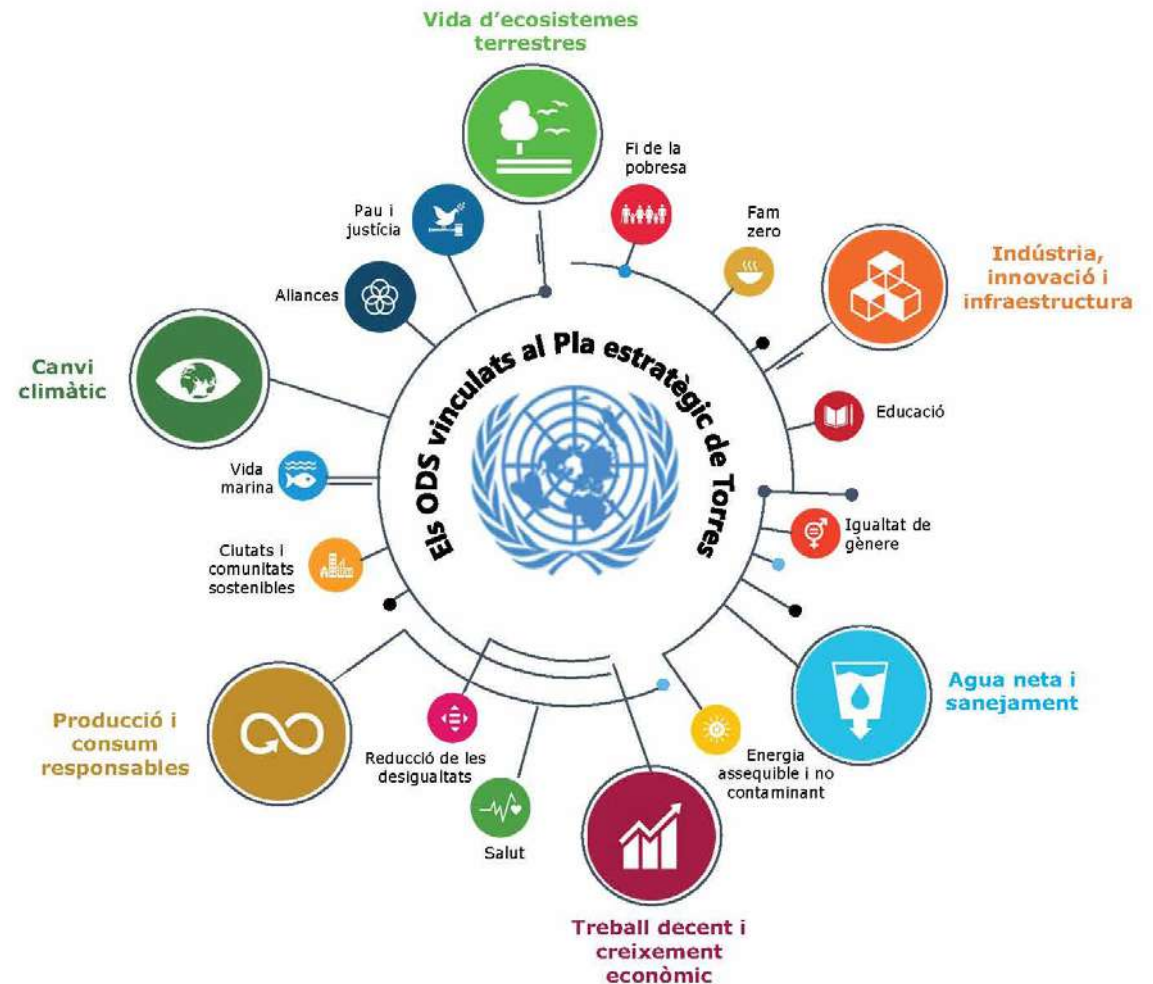 Vida d’ecosistemes
terrestres
Fi de la
pobresa
Fam
zero
Indústria,
innovació i
infraestructura
Educació
Igualtat de
gènere
Agua neta i
sanejament
Energia
assequible i no
contaminant
Treball decent i
creixement
econòmic
Salut
Reducció de les
desigualtats
Producció i
consum
responsables
Ciutats i
comunitats
sostenibles
Vida
marina
Canvi
climàtic
Aliances
Pau i
justícia
Els ODS vinculats al Pla estratègic de Torres